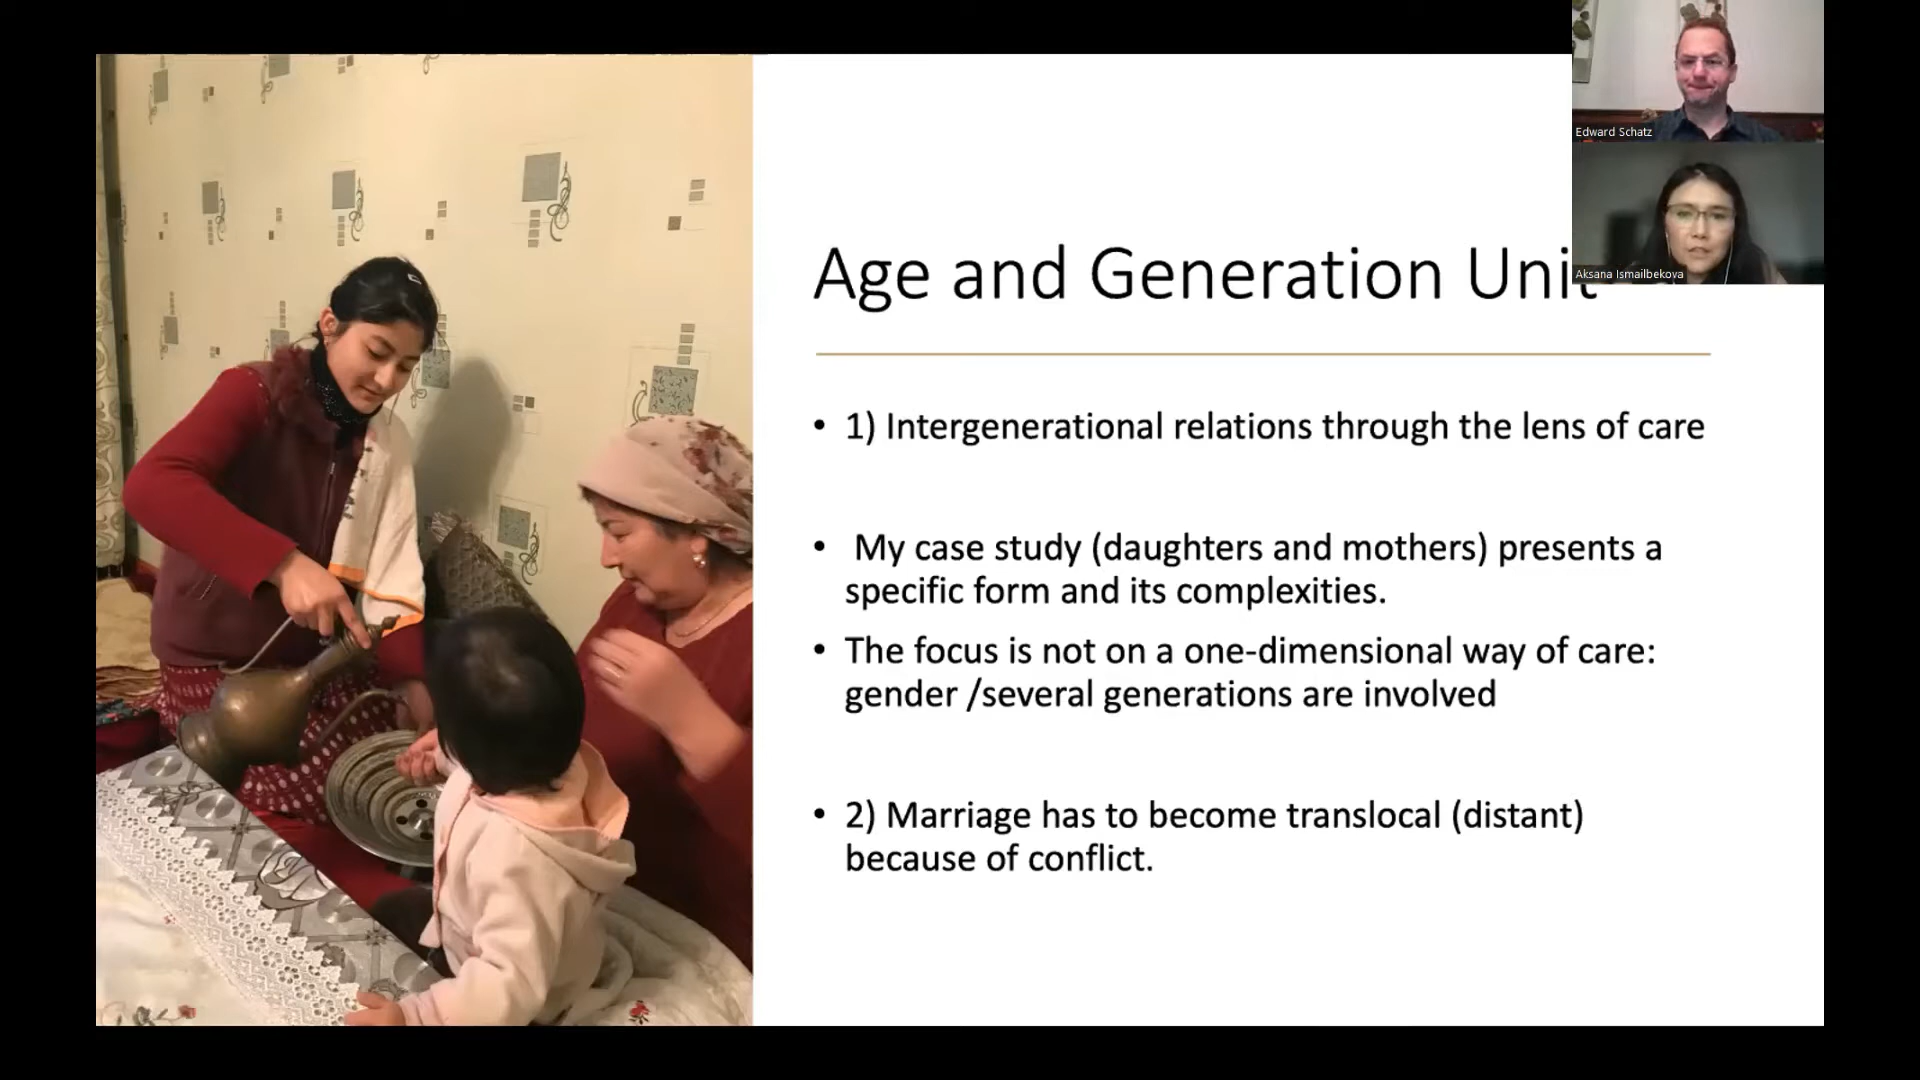 Edward Schatz
Aksana Ismailbekova
Age and Generation Unit
• 1) Intergenerational relations through the lens of care
• My case study (daughters and mothers) presents a
specific form and its complexities.
• The focus is not on a one-dimensional way of care:
gender /several generations are involved
• 2) Marriage has to become translocal (distant)
because of conflict.